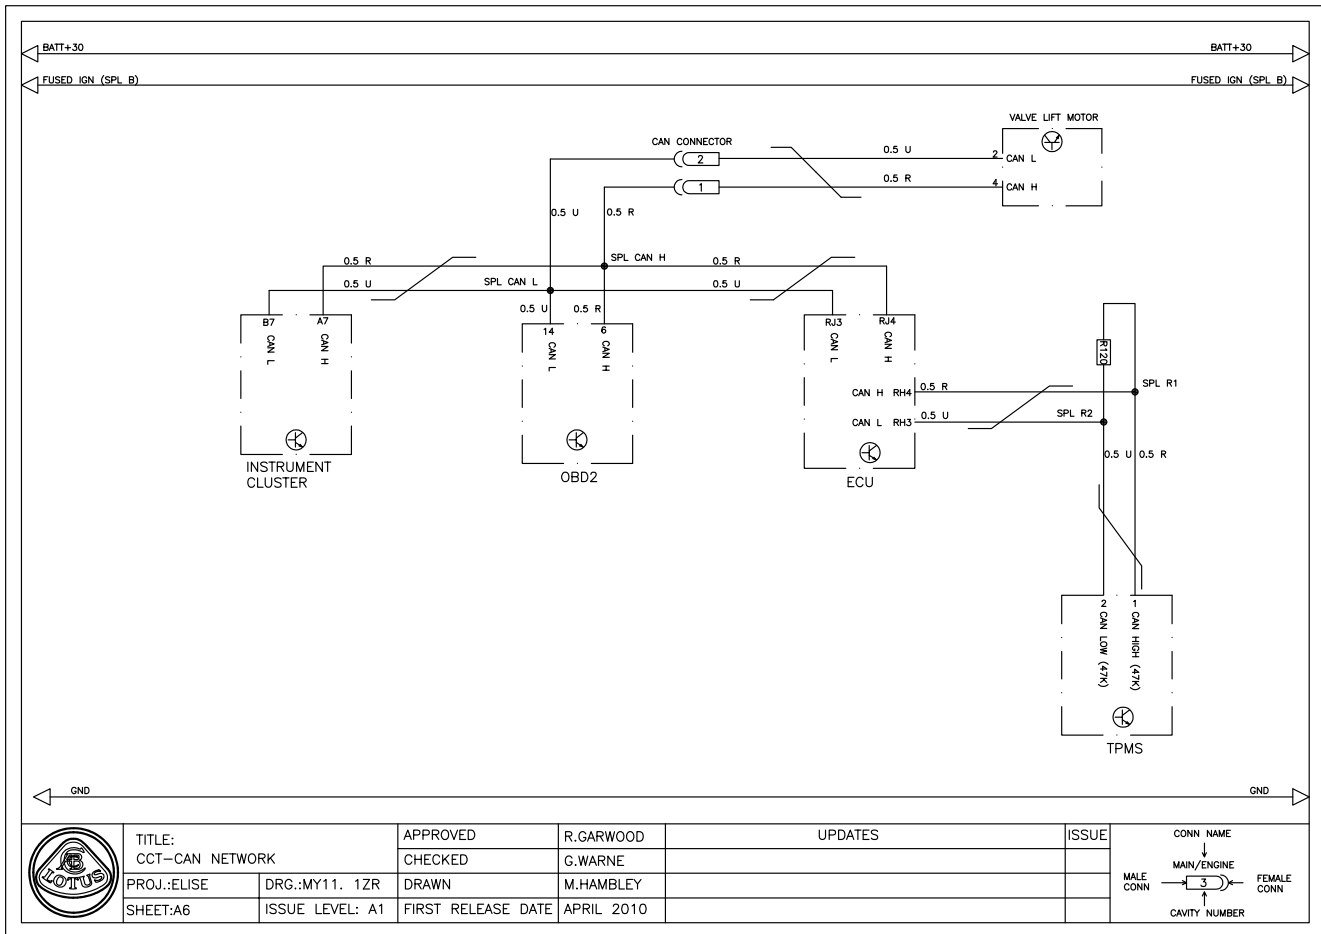 BATT+30 BATT+30
FUSED IGN (SPL B) FUSED IGN (SPL B)
VALVE LIFT MOTOR
CAN CONNECTOR
2 0.5 U 2 CAN L
1 0.5 R 4 CAN H
0.5 U 0.5 R
0.5 R SPL CAN H 0.5 R
0.5 U SPL CAN L 0.5 U
0.5 U 0.5 R
B7 A7
CAN L CAN H
INSTRUMENT
CLUSTER
14 6
CAN L CAN H
OBD2
RJ3 RJ4
CAN L CAN H
CAN H RH4 0.5 R
CAN L RH3 0.5 U
ECU
R120
SPL R1
SPL R2
0.5 U 0.5 R
2 1
CAN LOW (47K) CAN HIGH (47K)
TPMS
GND GND
LOTUS
TITLE:
CCT-CAN NETWORK
PROJ.:ELISE DRG.:MY11. 1ZR
SHEET:A6 ISSUE LEVEL: A1
APPROVED R.GARWOOD
CHECKED G.WARNE
DRAWN M.HAMBLEY
FIRST RELEASE DATE APRIL 2010
UPDATES ISSUE
CONN NAME
MAIN/ENGINE
MALE
CONN
3
FEMALE
CONN
CAVITY NUMBER